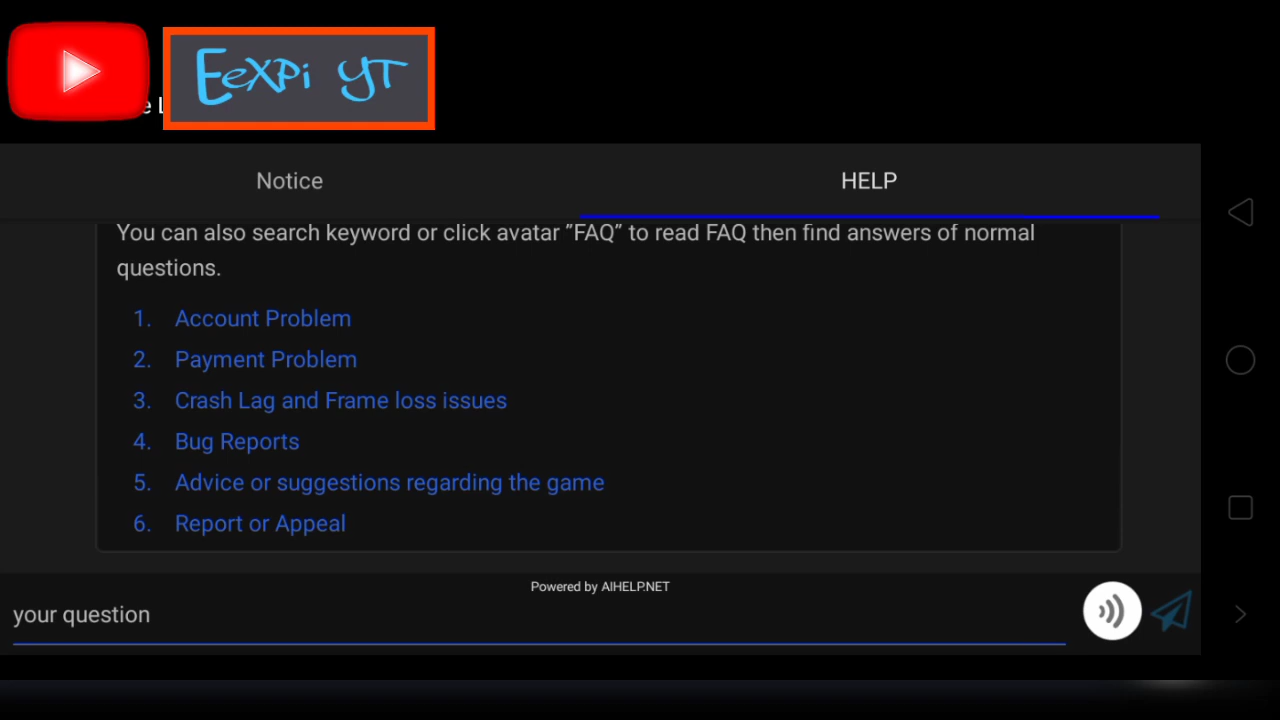 EeXPi YT
e L
Notice
HELP
You can also search keyword or click avatar ”FAQ” to read FAQ then find answers of normal
questions.
1. Account Problem
2. Payment Problem
3. Crash Lag and Frame loss issues
4. Bug Reports
5. Advice or suggestions regarding the game
6. Report or Appeal
Powered by AIHELP.NET
your question